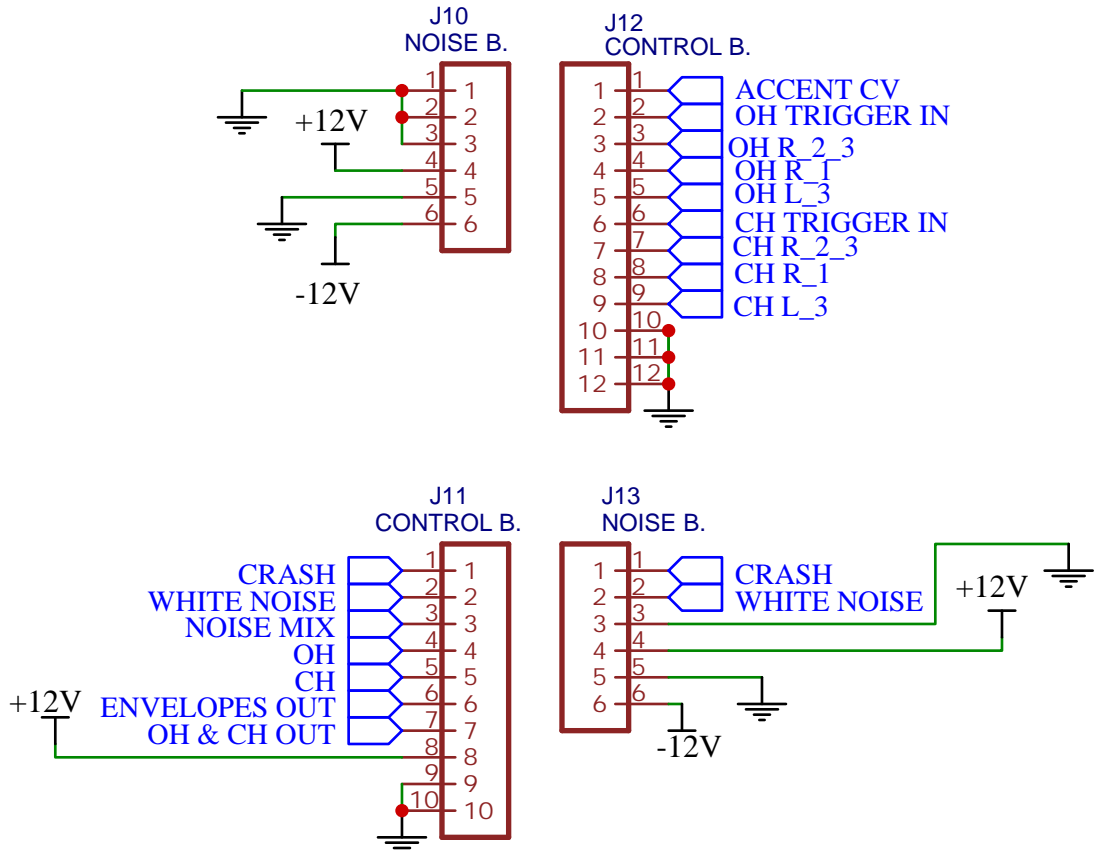 J10
NOISE B.
1 1
2 2
3 3
4 4
5 5
6 6
+12V
-12V
J12
CONTROL B.
1 1 ACCENT CV
2 2 OH TRIGGER IN
3 3 OH R_2_3
4 4 OH R_1
5 5 OH L_3
6 6 CH TRIGGER IN
7 7 CH R_2_3
8 8 CH R_1
9 9 CH L_3
10 10
11 11
12 12
J11
CONTROL B.
CRASH 1 1
WHITE NOISE 2 2
NOISE MIX 3 3
OH 4 4
CH 5 5
ENVELOPES OUT 6 6
OH & CH OUT 7 7
+12V 8 8
9 9
10 10
J13
NOISE B.
1 1 CRASH
2 2 WHITE NOISE
3 3
4 4 +12V
5 5
6 6 -12V